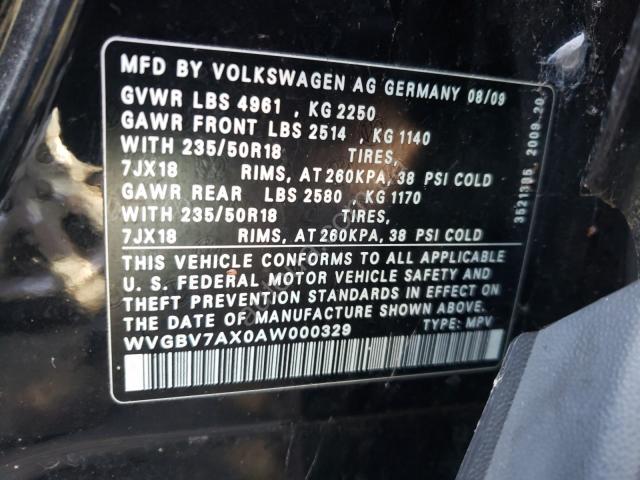 MFD BY VOLKSWAGEN AG GERMANY 08/09
GVWR LBS 4961 , KG 2250
GAWR FRONT LBS 2514 , KG 1140
WITH 235/50R18 TIRES,
7JX18 RIMS, AT 260KPA, 38 PSI COLD
GAWR REAR LBS 2580 , KG 1170
WITH 235/50R18 TIRES,
7JX18 RIMS, AT 260KPA, 38 PSI COLD
THIS VEHICLE CONFORMS TO ALL APPLICABLE
U. S. FEDERAL MOTOR VEHICLE SAFETY AND
THEFT PREVENTION STANDARDS IN EFFECT ON
THE DATE OF MANUFACTURE SHOWN ABOVE.
WVGBV7AX0AW000329 TYPE: MPV
2009.20